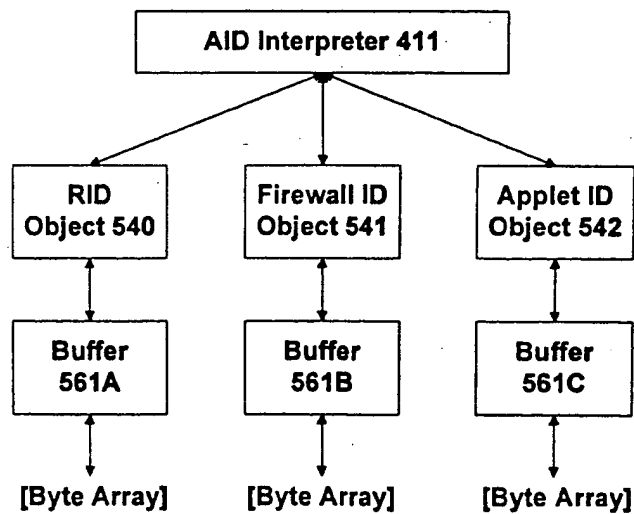 AID Interpreter 411
RID
Object 540
Firewall ID
Object 541
Applet ID
Object 542
Buffer
561A
Buffer
561B
Buffer
561C
[Byte Array]
[Byte Array]
[Byte Array]